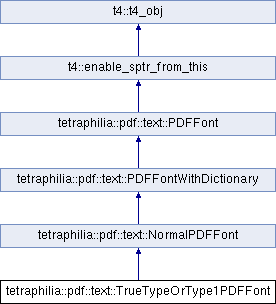 t4::t4_obj
t4::enable_sptr_from_this
tetraphilia::pdf::text::PDFFont
tetraphilia::pdf::text::PDFFontWithDictionary
tetraphilia::pdf::text::NormalPDFFont
tetraphilia::pdf::text::TrueTypeOrType1PDFFont